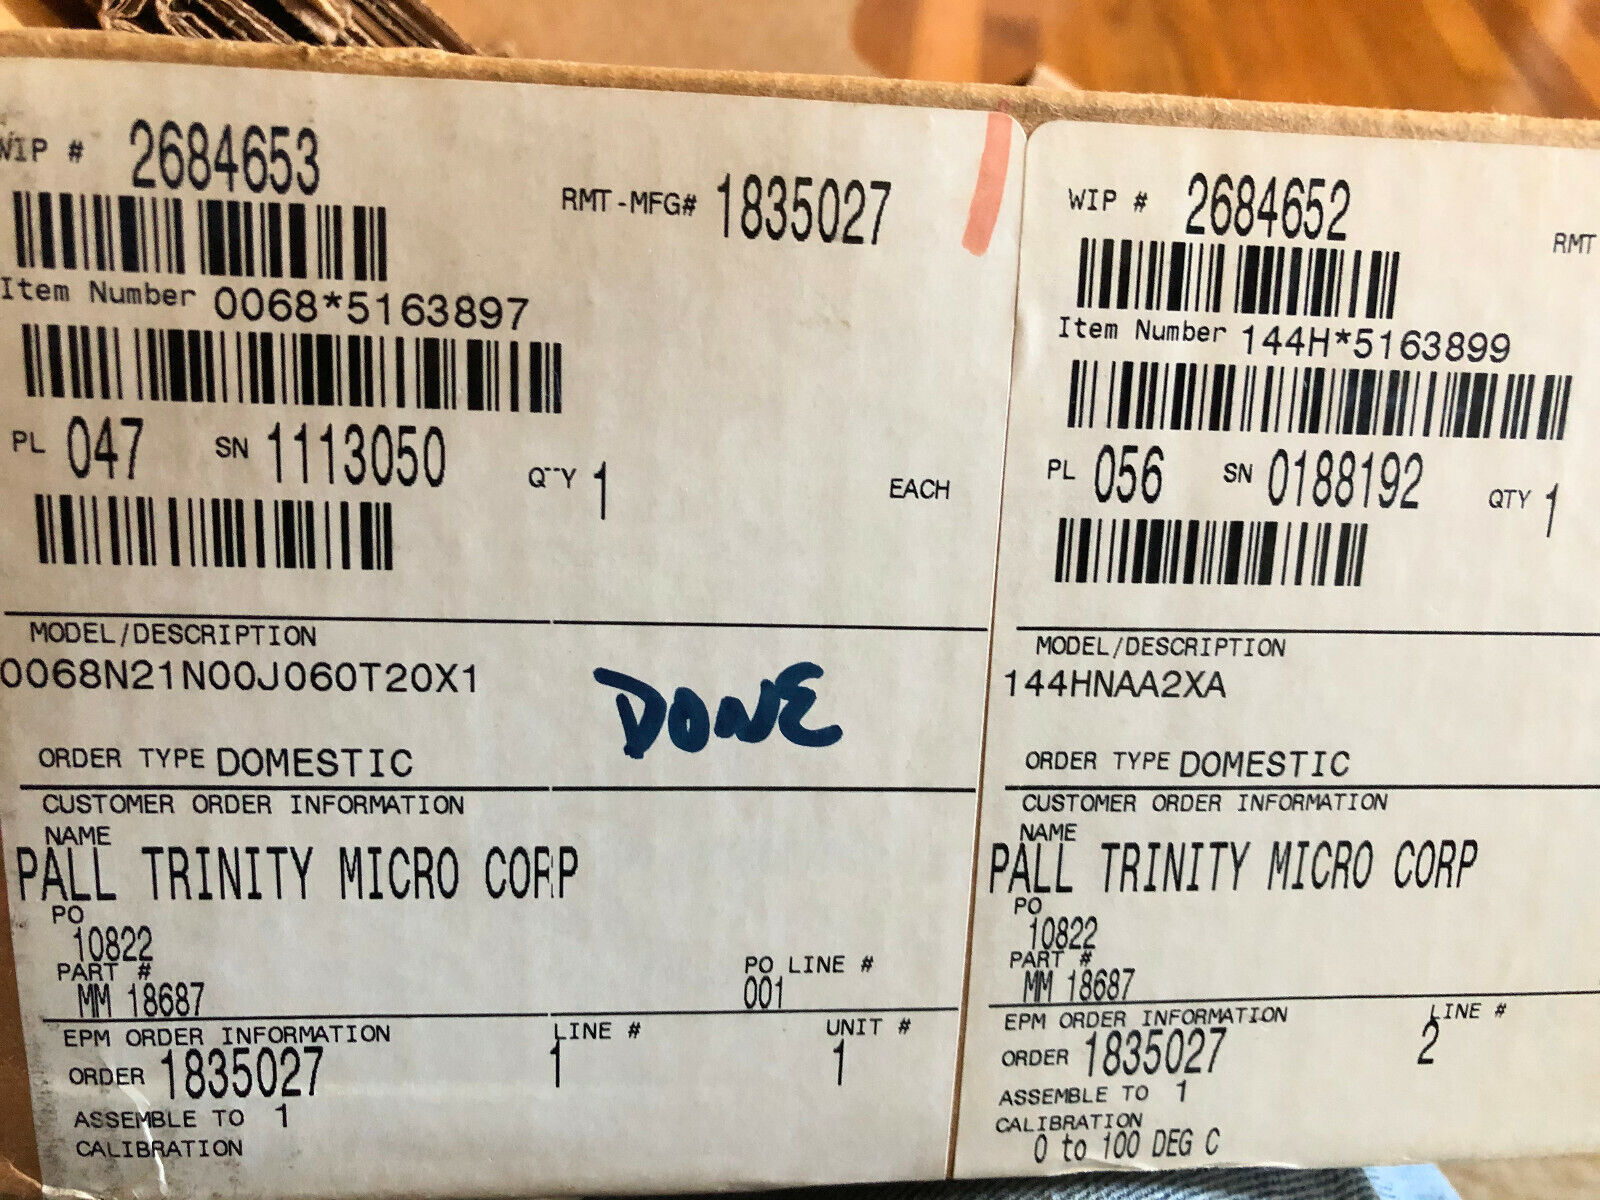 WIP # 2684653
RMT-MFG# 1835027
Item Number 0068*5163897
PL 047 SN 1113050 QTY 1 EACH
MODEL/DESCRIPTION
0068N21N00J060T20X1
DONE
ORDER TYPE DOMESTIC
CUSTOMER ORDER INFORMATION
NAME
PALL TRINITY MICRO CORP
PO
10822
PART # PO LINE #
MM 18687 001
EPM ORDER INFORMATION LINE # UNIT #
ORDER 1835027 1 1
ASSEMBLE TO 1
CALIBRATION
WIP # 2684652
RMT
Item Number 144H*5163899
PL 056 SN 0188192 QTY 1
MODEL/DESCRIPTION
144HNAA2XA
ORDER TYPE DOMESTIC
CUSTOMER ORDER INFORMATION
NAME
PALL TRINITY MICRO CORP
PO
10822
PART #
MM 18687
EPM ORDER INFORMATION LINE #
ORDER 1835027 2
ASSEMBLE TO 1
CALIBRATION
0 to 100 DEG C